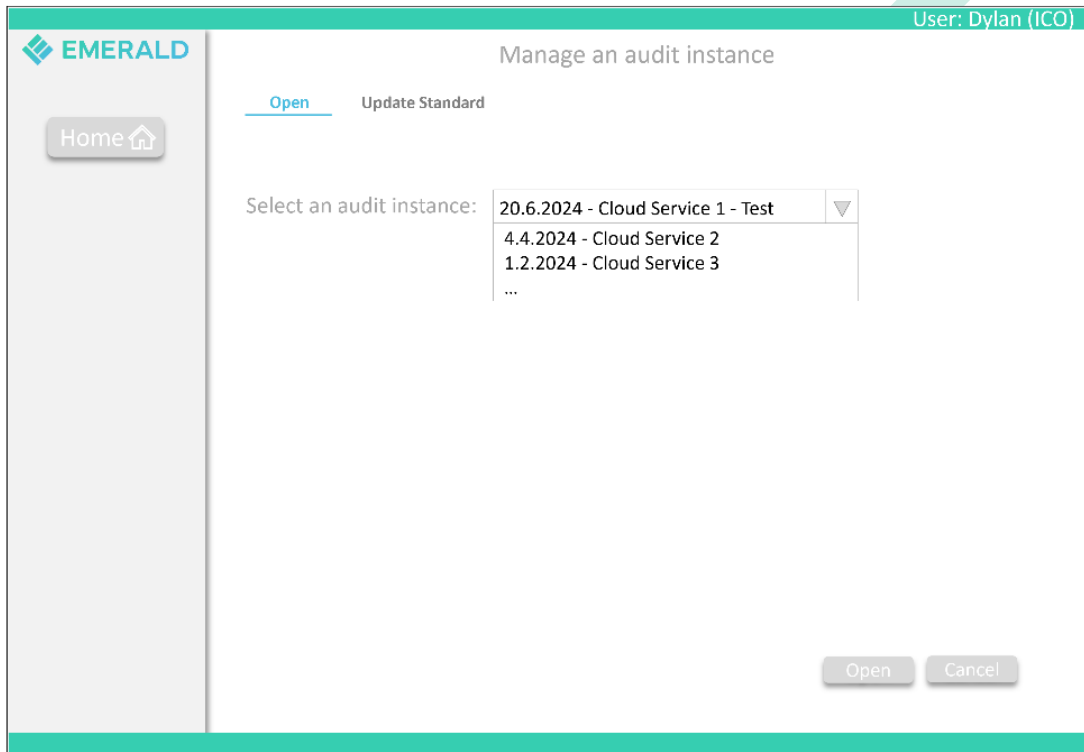 User: Dylan (ICO)
EMERALD
Manage an audit instance
Open Update Standard
Home
Select an audit instance: 20.6.2024 - Cloud Service 1 - Test
4.4.2024 - Cloud Service 2
1.2.2024 - Cloud Service 3
...
Open Cancel